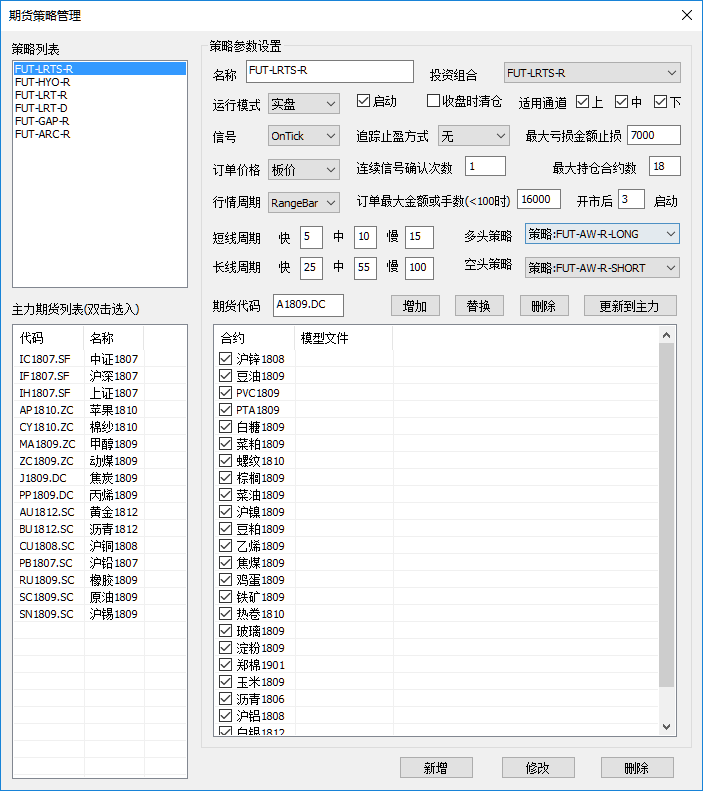 期货策略管理
策略列表
FUT-LRTS-R
FUT-HYO-R
FUT-LRT-R
FUT-LRT-D
FUT-GAP-R
FUT-ARC-R
策略参数设置
名称 FUT-LRTS-R 投资组合 FUT-LRTS-R
运行模式 实盘 启动 收盘时清仓 适用通道 上 中 下
信号 OnTick 追踪止盈方式 无 最大亏损金额止损 7000
订单价格 板价 连续信号确认次数 1 最大持仓合约数 18
行情周期 RangeBar 订单最大金额或手数(<100时) 16000 开市后 3 启动
短线周期 快 5 中 10 慢 15 多头策略 策略:FUT-AW-R-LONG
长线周期 快 25 中 55 慢 100 空头策略 策略:FUT-AW-R-SHORT
期货代码 A1809.DC 增加 替换 删除 更新到主力
主力期货列表(双击选入)
代码 名称
IC1807.SF 中证1807
IF1807.SF 沪深1807
IH1807.SF 上证1807
AP1810.ZC 苹果1810
CY1810.ZC 棉纱1810
MA1809.ZC 甲醇1809
ZC1809.ZC 动煤1809
J1809.DC 焦炭1809
PP1809.DC 丙烯1809
AU1812.SC 黄金1812
BU1812.SC 沥青1812
CU1808.SC 沪铜1808
PB1807.SC 沪铅1807
RU1809.SC 橡胶1809
SC1809.SC 原油1809
SN1809.SC 沪锡1809
合约 模型文件
沪锌1808
豆油1809
PVC1809
PTA1809
白糖1809
菜粕1809
螺纹1810
棕榈1809
菜油1809
沪镍1809
豆粕1809
乙烯1809
焦煤1809
鸡蛋1809
铁矿1809
热卷1810
玻璃1809
淀粉1809
郑棉1901
玉米1809
沥青1806
沪铝1808
白银1812
新增 修改 删除